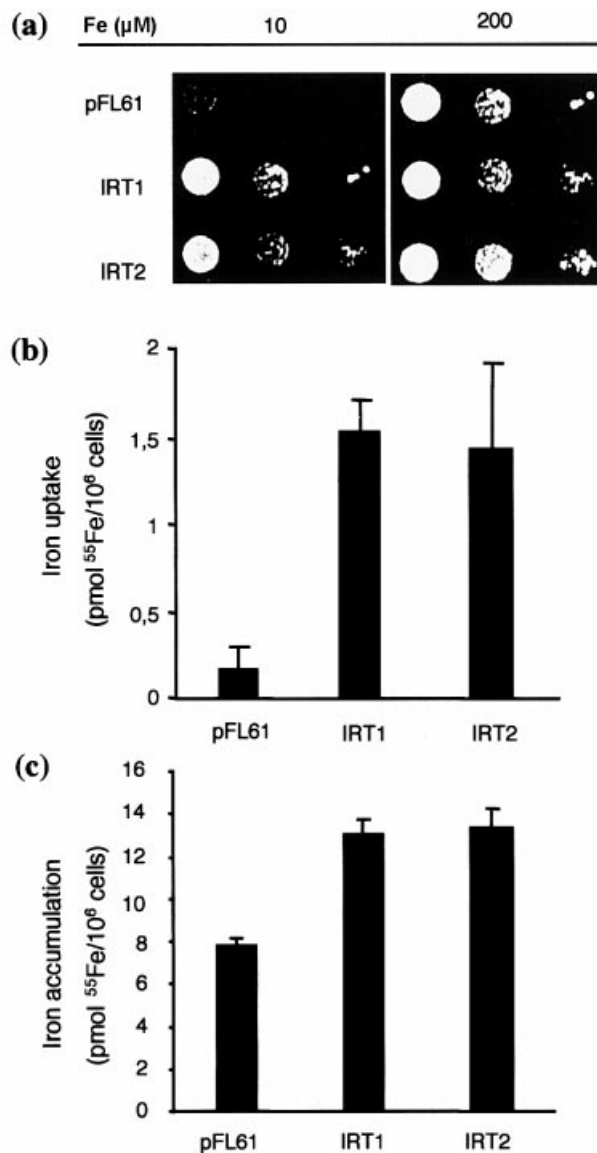 (a) Fe (μM) 10 200
pFL61
IRT1
IRT2
(b)
Iron uptake
(pmol ⁵⁵Fe/10⁶ cells)
2
1,5
1
0,5
0
pFL61 IRT1 IRT2
(c)
Iron accumulation
(pmol ⁵⁵Fe/10⁶ cells)
16
14
12
10
8
6
4
2
0
pFL61 IRT1 IRT2